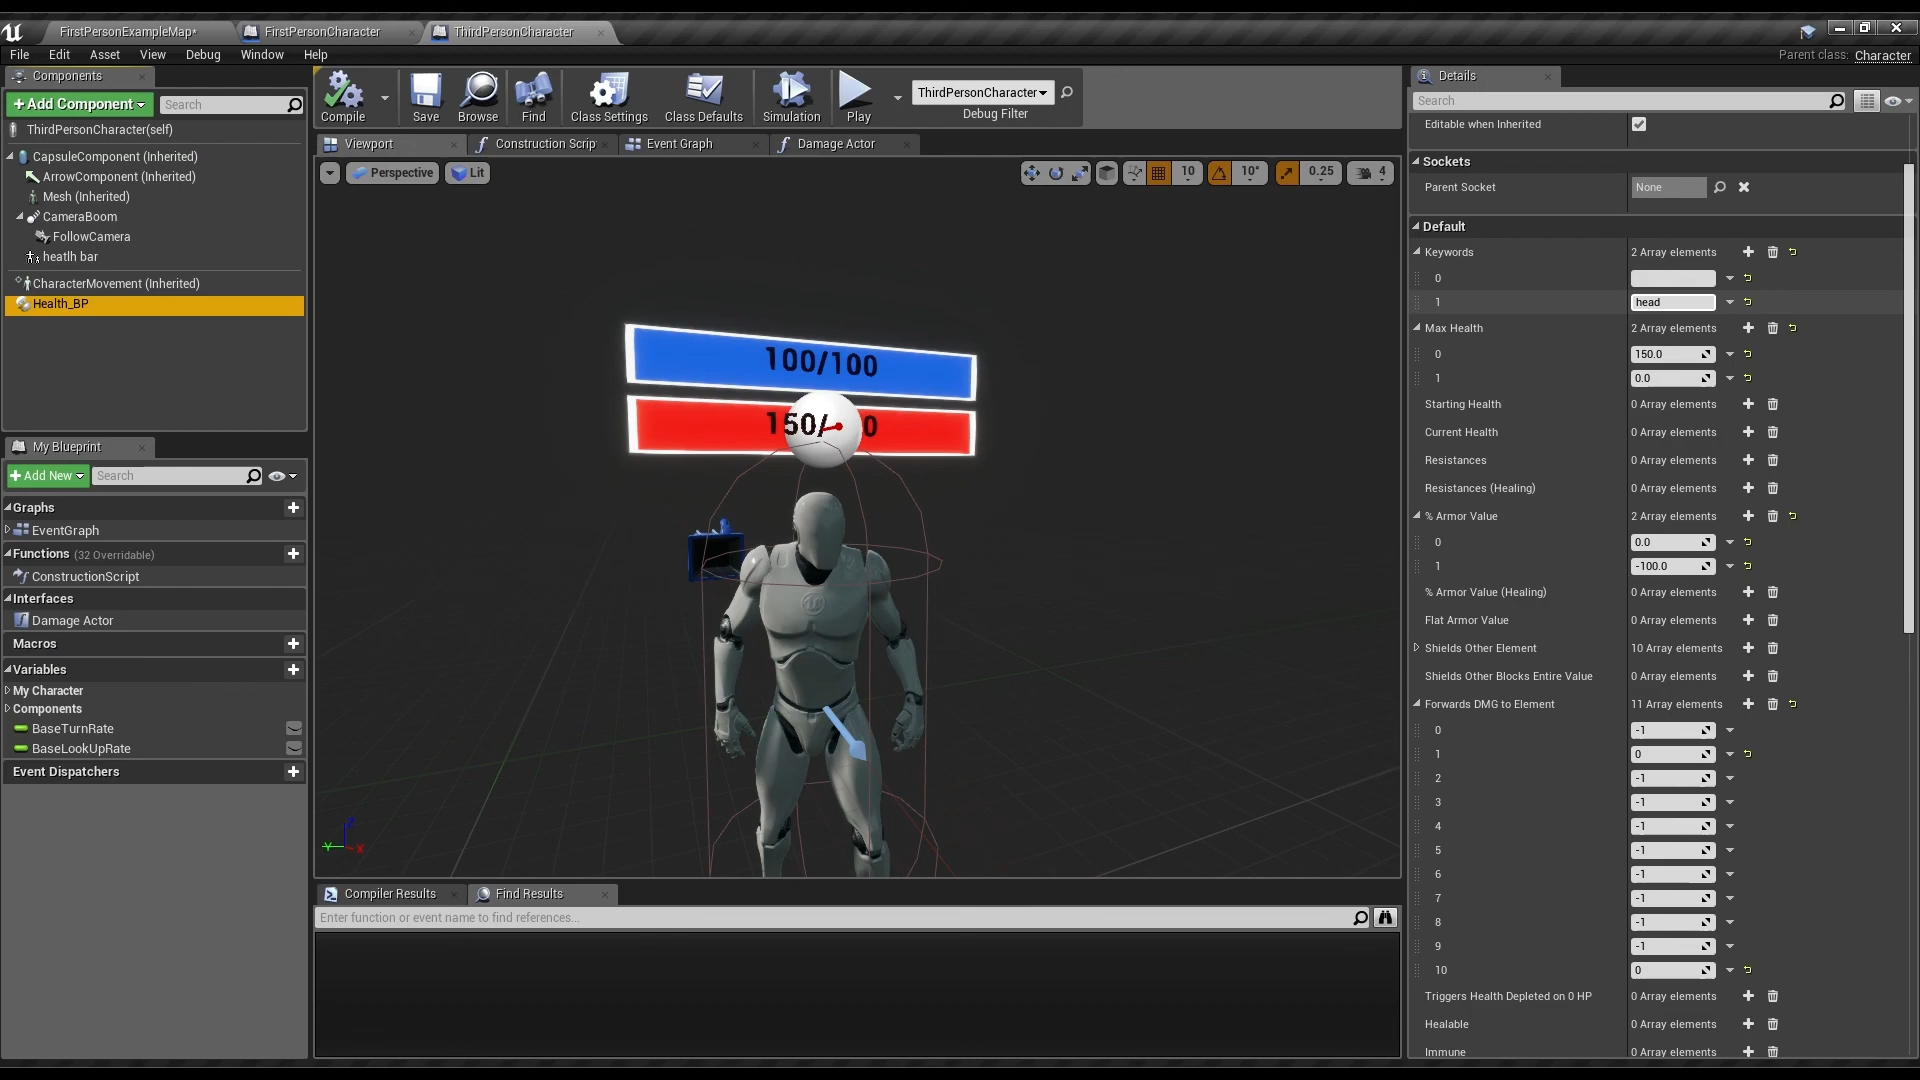 FirstPersonExampleMap*
FirstPersonCharacter
ThirdPersonCharacter
File Edit Asset View Debug Window Help
Parent class: Character
Components
+Add Component
Search
ThirdPersonCharacter(self)
CapsuleComponent (Inherited)
ArrowComponent (Inherited)
Mesh (Inherited)
CameraBoom
FollowCamera
heatlh bar
CharacterMovement (Inherited)
Health_BP
My Blueprint
+Add New
Search
Graphs
EventGraph
Functions (32 Overridable)
ConstructionScript
Interfaces
Damage Actor
Macros
Variables
My Character
Components
BaseTurnRate
BaseLookUpRate
Event Dispatchers
Compile
Save
Browse
Find
Class Settings
Class Defaults
Simulation
Play
ThirdPersonCharacter
Debug Filter
Viewport
Construction Scrip
Event Graph
Damage Actor
Perspective
Lit
10
10°
0.25
4
100/100
150/ 0
Z
Y
X
Compiler Results
Find Results
Enter function or event name to find references...
Details
Search
Editable when Inherited
Sockets
Parent Socket None
Default
Keywords 2 Array elements
0
1 head
Max Health 2 Array elements
0 150.0
1 0.0
Starting Health 0 Array elements
Current Health 0 Array elements
Resistances 0 Array elements
Resistances (Healing) 0 Array elements
% Armor Value 2 Array elements
0 0.0
1 -100.0
% Armor Value (Healing) 0 Array elements
Flat Armor Value 0 Array elements
Shields Other Element 10 Array elements
Shields Other Blocks Entire Value 0 Array elements
Forwards DMG to Element 11 Array elements
0 -1
1 0
2 -1
3 -1
4 -1
5 -1
6 -1
7 -1
8 -1
9 -1
10 0
Triggers Health Depleted on 0 HP 0 Array elements
Healable 0 Array elements
Immune 0 Array elements